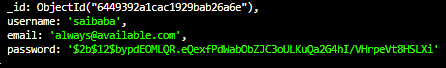 _id: ObjectId("6449392a1cac1929bab26a6e"),
username: 'saibaba',
email: 'always@available.com',
password: '$2b$12$bypdEOMLQR.eQexfPdWabObZJC3oULKuQa2G4hI/VHrpeVt8HSLXi'